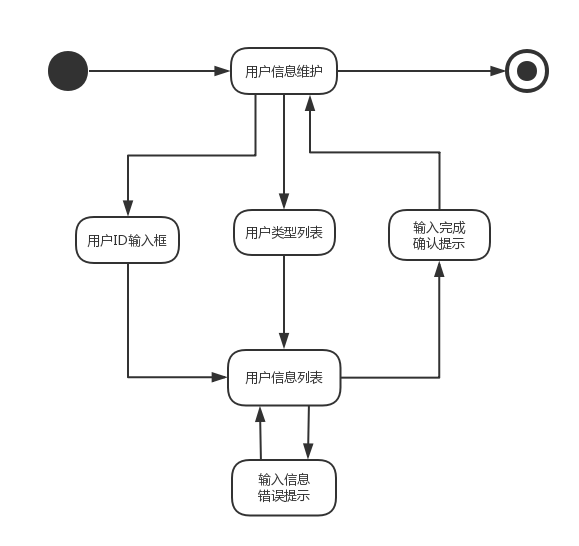 用户信息维护
用户ID输入框
用户类型列表
输入完成
确认提示
用户信息列表
输入信息
错误提示